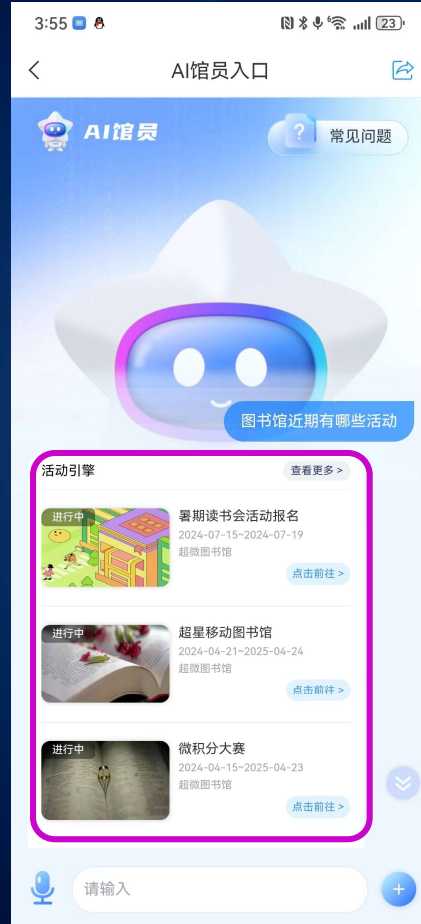 3:55
23
AI馆员入口
AI馆员
?
常见问题
图书馆近期有哪些活动
活动引擎
查看更多 >
进行中
暑期读书会活动报名
2024-07-15~2024-07-19
超微图书馆
点击前往 >
进行中
超星移动图书馆
2024-04-21~2025-04-24
超微图书馆
点击前往 >
进行中
微积分大赛
2024-04-15~2025-04-23
超微图书馆
点击前往 >
请输入